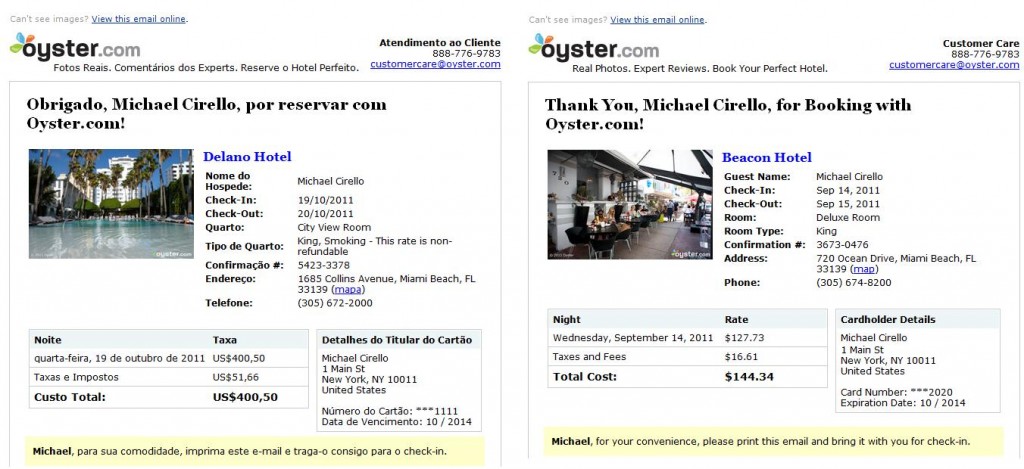 Can't see images? View this email online.
oyster.com
Fotos Reais. Comentários dos Experts. Reserve o Hotel Perfeito.
Atendimento ao Cliente
888-776-9783
customercare@oyster.com
Obrigado, Michael Cirello, por reservar com
Oyster.com!
oyster.com
Delano Hotel
Nome do
Hospede: Michael Cirello
Check-In: 19/10/2011
Check-Out: 20/10/2011
Quarto: City View Room
Tipo de Quarto: King, Smoking - This rate is non-
refundable
Confirmação #: 5423-3378
Endereço: 1685 Collins Avenue, Miami Beach, FL
33139 (mapa)
Telefone: (305) 672-2000
Noite Taxa
quarta-feira, 19 de outubro de 2011 US$400,50
Taxas e Impostos US$51,66
Custo Total: US$400,50
Detalhes do Titular do Cartão
Michael Cirello
1 Main St
New York, NY 10011
United States
Número do Cartão: ***1111
Data de Vencimento: 10 / 2014
Michael, para sua comodidade, imprima este e-mail e traga-o consigo para o check-in.
Can't see images? View this email online.
oyster.com
Real Photos. Expert Reviews. Book Your Perfect Hotel.
Customer Care
888-776-9783
customercare@oyster.com
Thank You, Michael Cirello, for Booking with
Oyster.com!
oyster.com
Beacon Hotel
Guest Name: Michael Cirello
Check-In: Sep 14, 2011
Check-Out: Sep 15, 2011
Room: Deluxe Room
Room Type: King
Confirmation #: 3673-0476
Address: 720 Ocean Drive, Miami Beach, FL
33139 (map)
Phone: (305) 674-8200
Night Rate
Wednesday, September 14, 2011 $127.73
Taxes and Fees $16.61
Total Cost: $144.34
Cardholder Details
Michael Cirello
1 Main St
New York, NY 10011
United States
Card Number: ***2020
Expiration Date: 10 / 2014
Michael, for your convenience, please print this email and bring it with you for check-in.